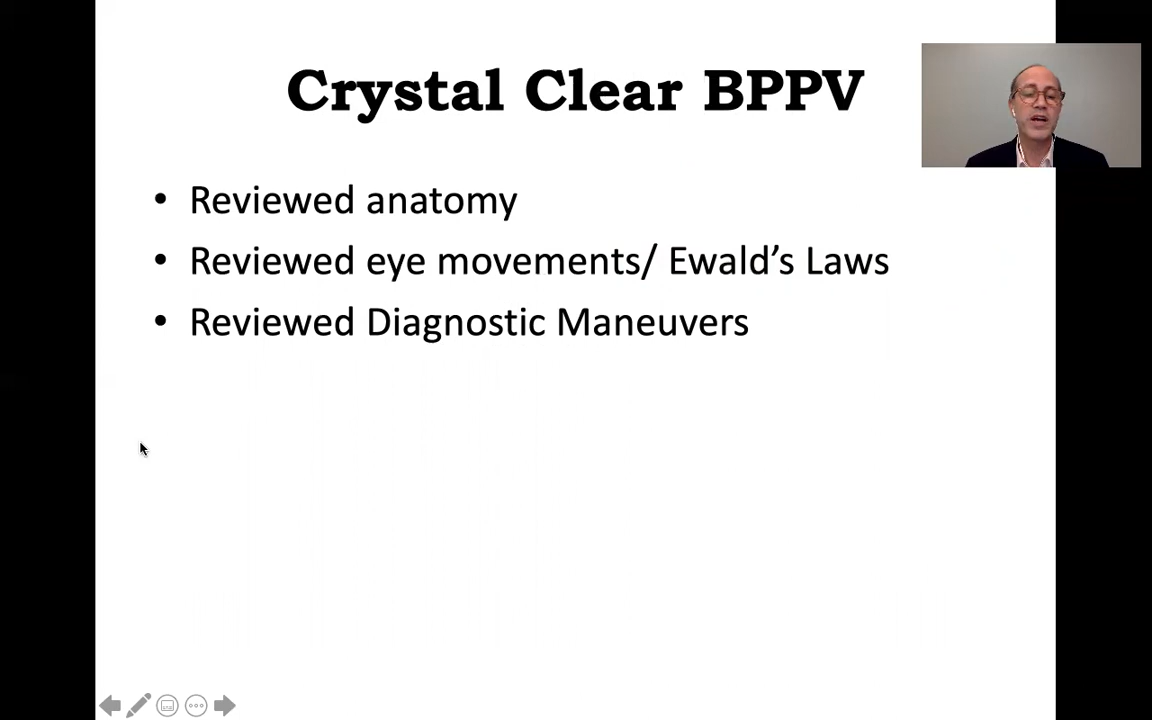 Crystal Clear BPPV
• Reviewed anatomy
• Reviewed eye movements/ Ewald’s Laws
• Reviewed Diagnostic Maneuvers